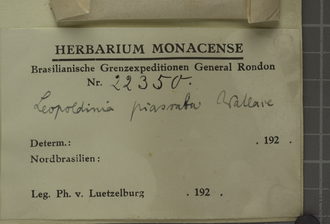 HERBARIUM MONACENSE
Brasilianische Grenzexpeditionen General Rondon
Nr. 22350.
Leopoldinia piassaba Wallace
Determ.: . 192 .
Nordbrasilien:
Leg. Ph. v. Luetzelburg . 192 .